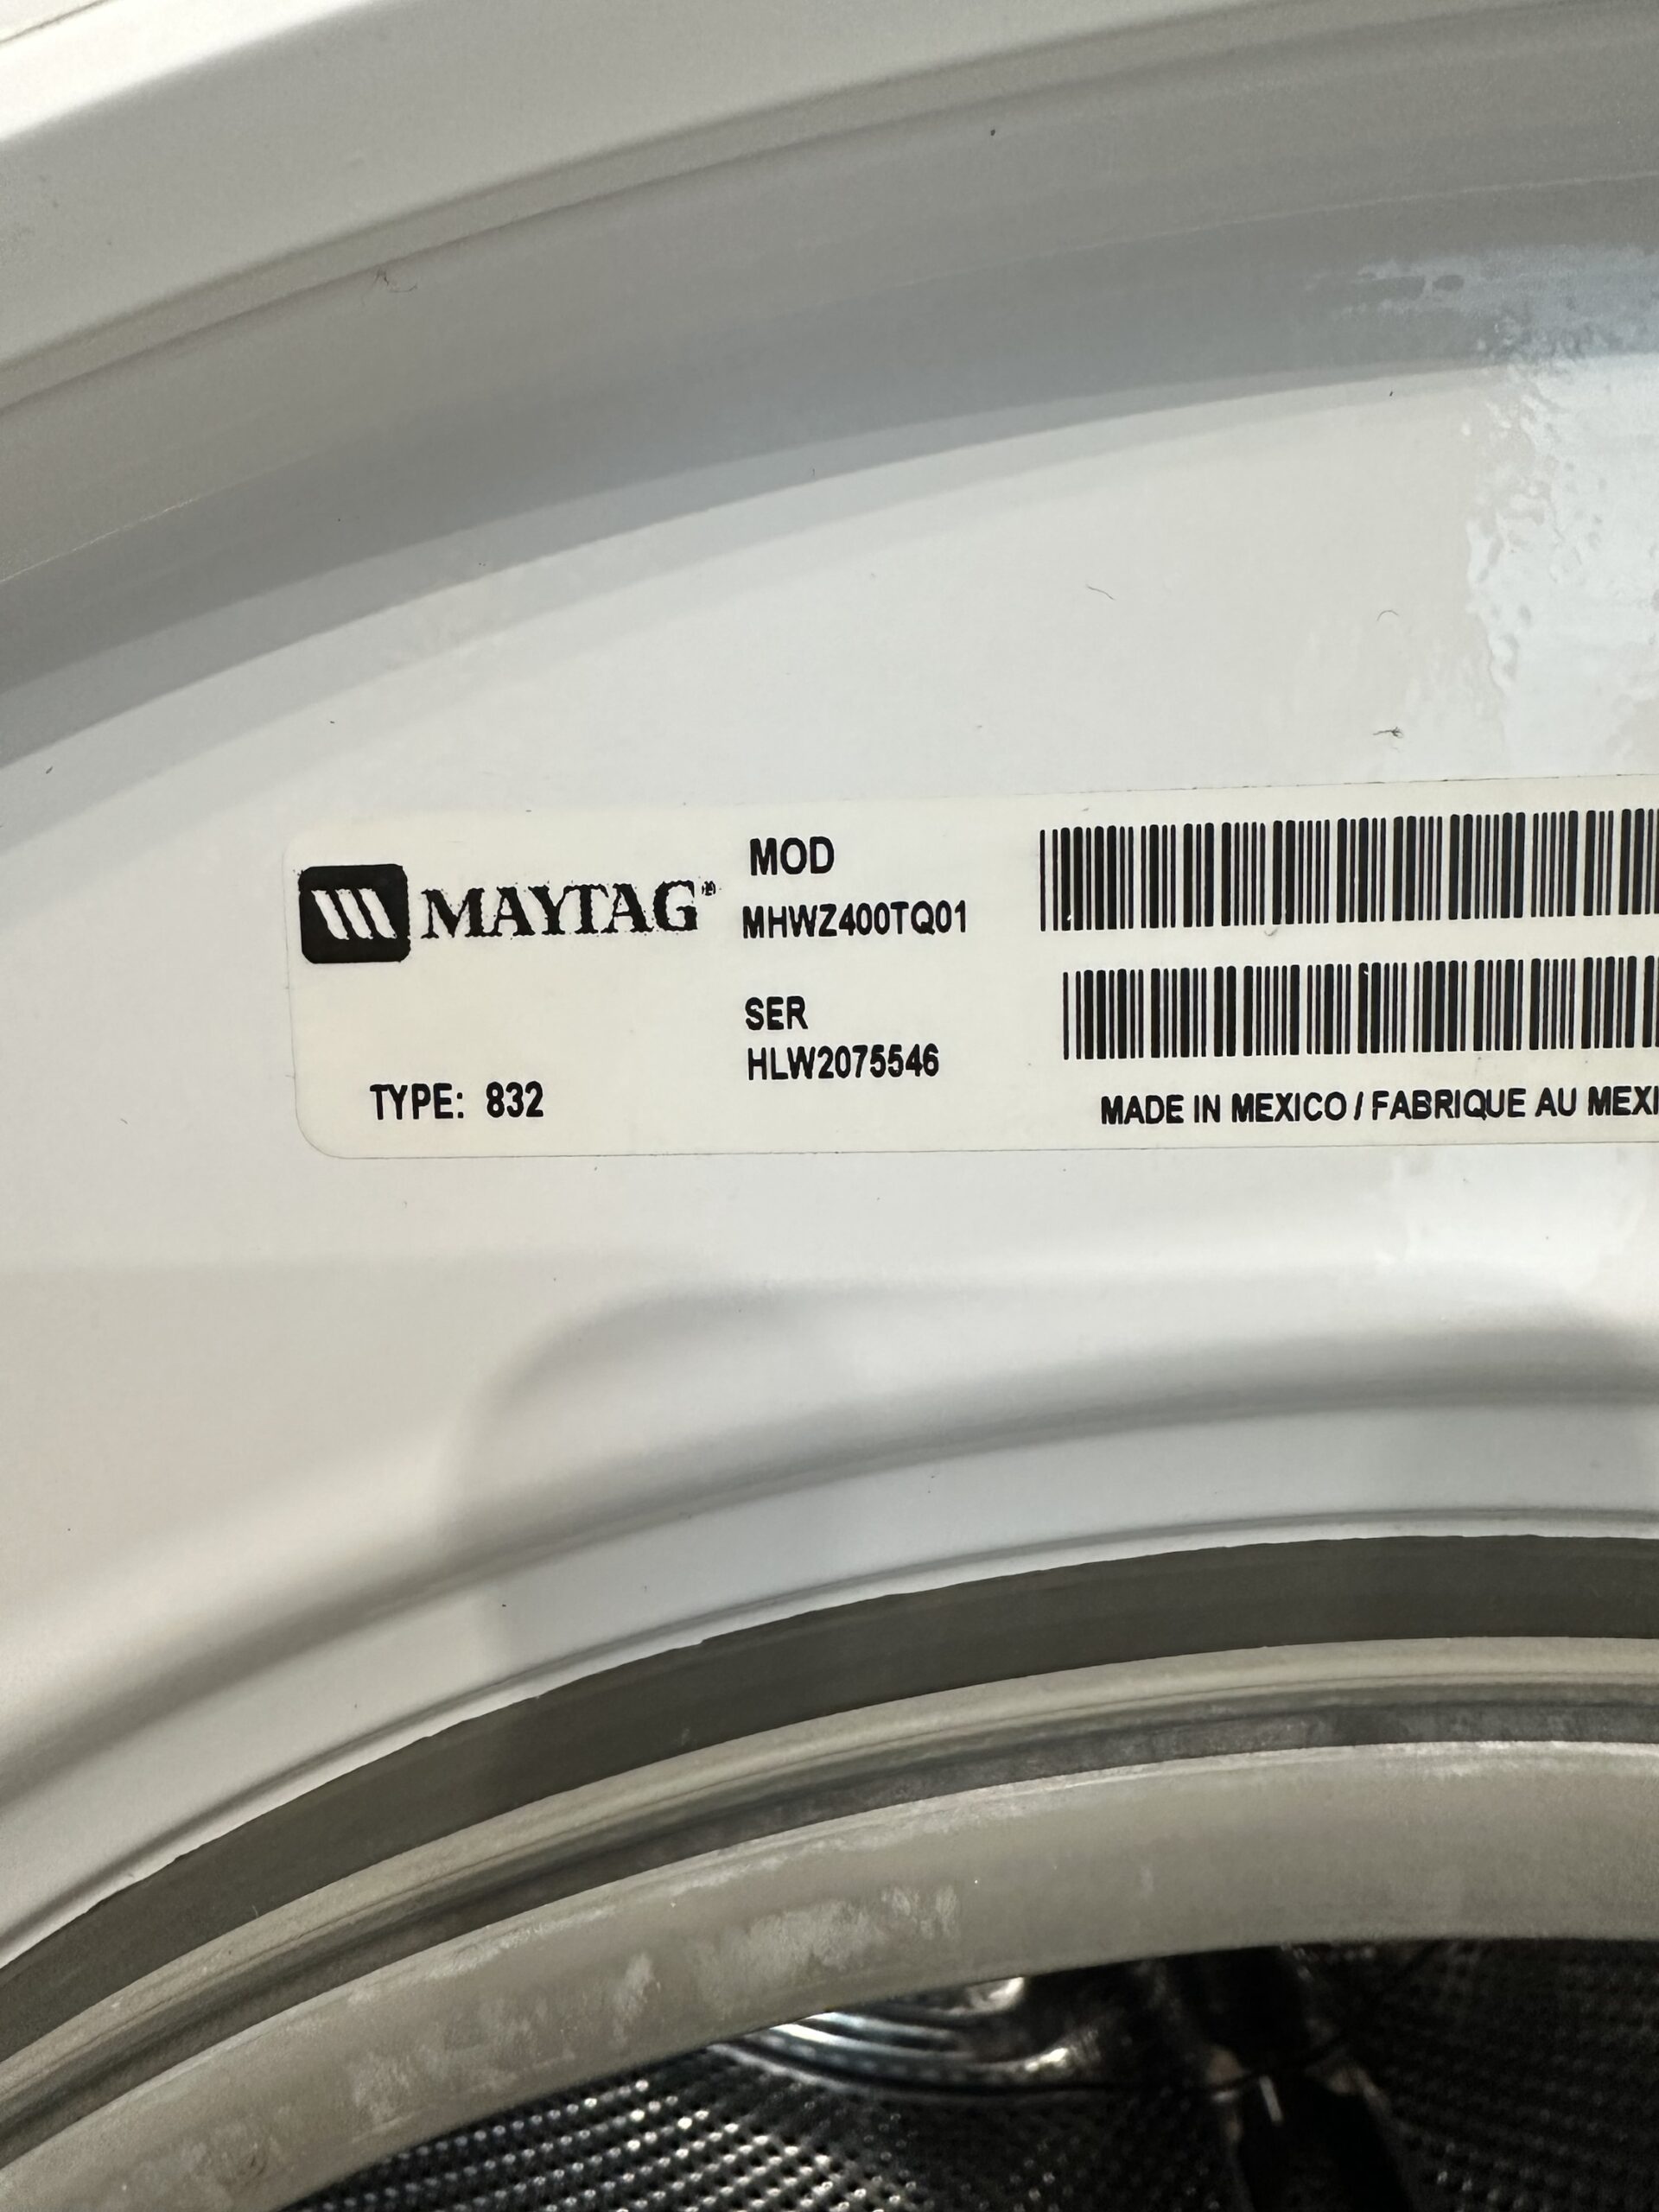 MAYTAG®
MOD
MHWZ400TQ01
SER
HLW2075546
TYPE: 832
MADE IN MEXICO / FABRIQUE AU MEXI